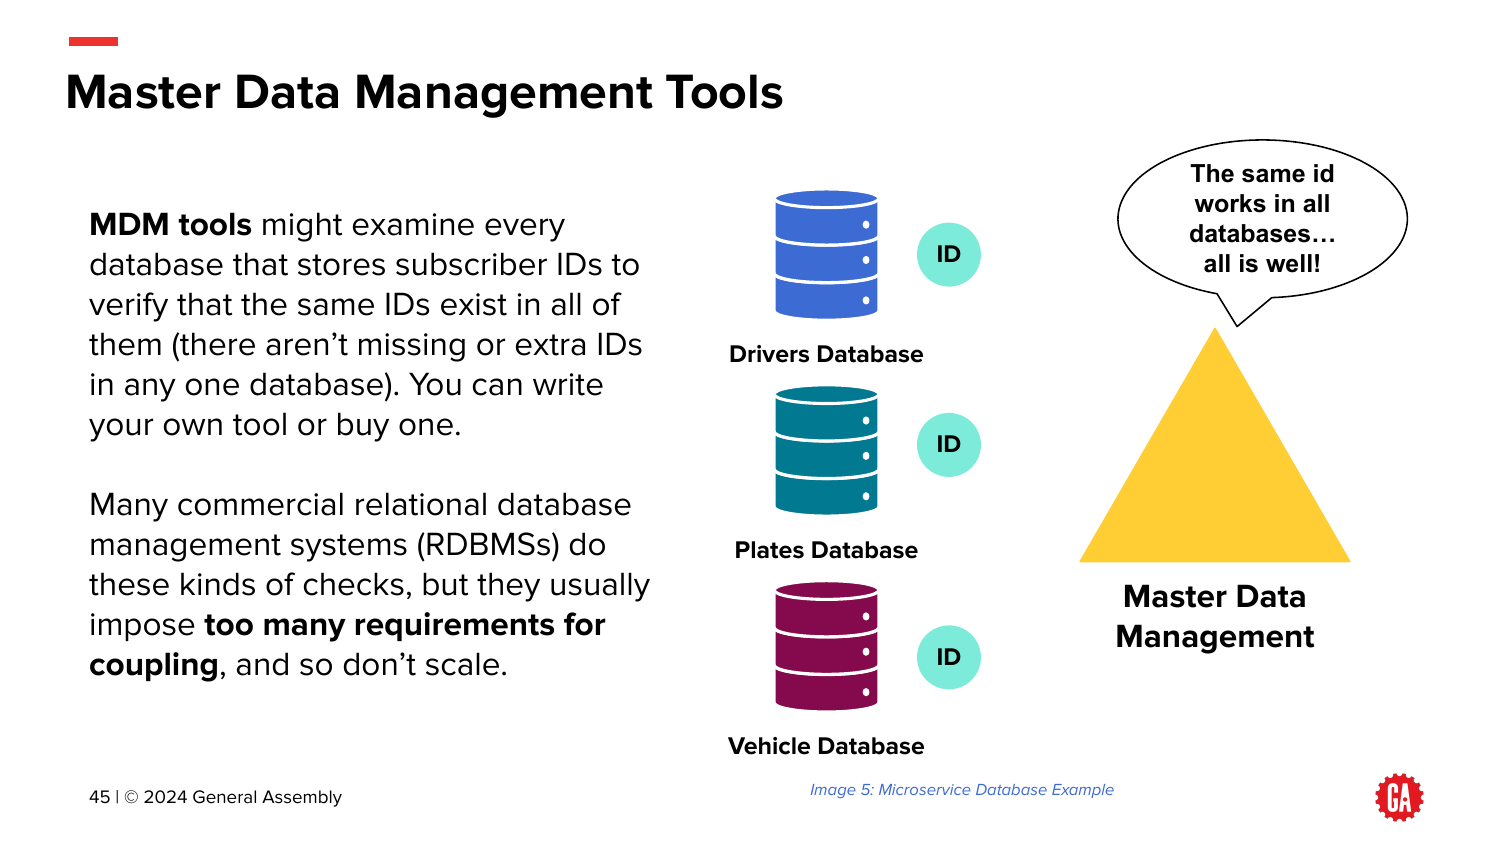 Master Data Management Tools
MDM tools might examine every
database that stores subscriber IDs to
verify that the same IDs exist in all of
them (there aren’t missing or extra IDs
in any one database). You can write
your own tool or buy one.
Many commercial relational database
management systems (RDBMSs) do
these kinds of checks, but they usually
impose too many requirements for
coupling, and so don’t scale.
ID
Drivers Database
ID
Plates Database
ID
Vehicle Database
The same id
works in all
databases…
all is well!
Master Data
Management
Image 5: Microservice Database Example
45 | © 2024 General Assembly
GA